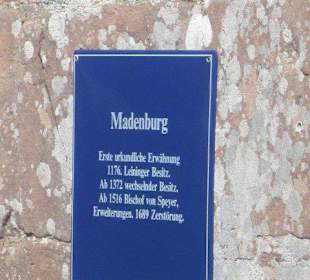 Madenburg
Erste urkundliche Erwähnung
1176. Leininger Besitz.
Ab 1372 wechselnder Besitz.
Ab 1516 Bischof von Speyer,
Erweiterungen. 1689 Zerstörung.